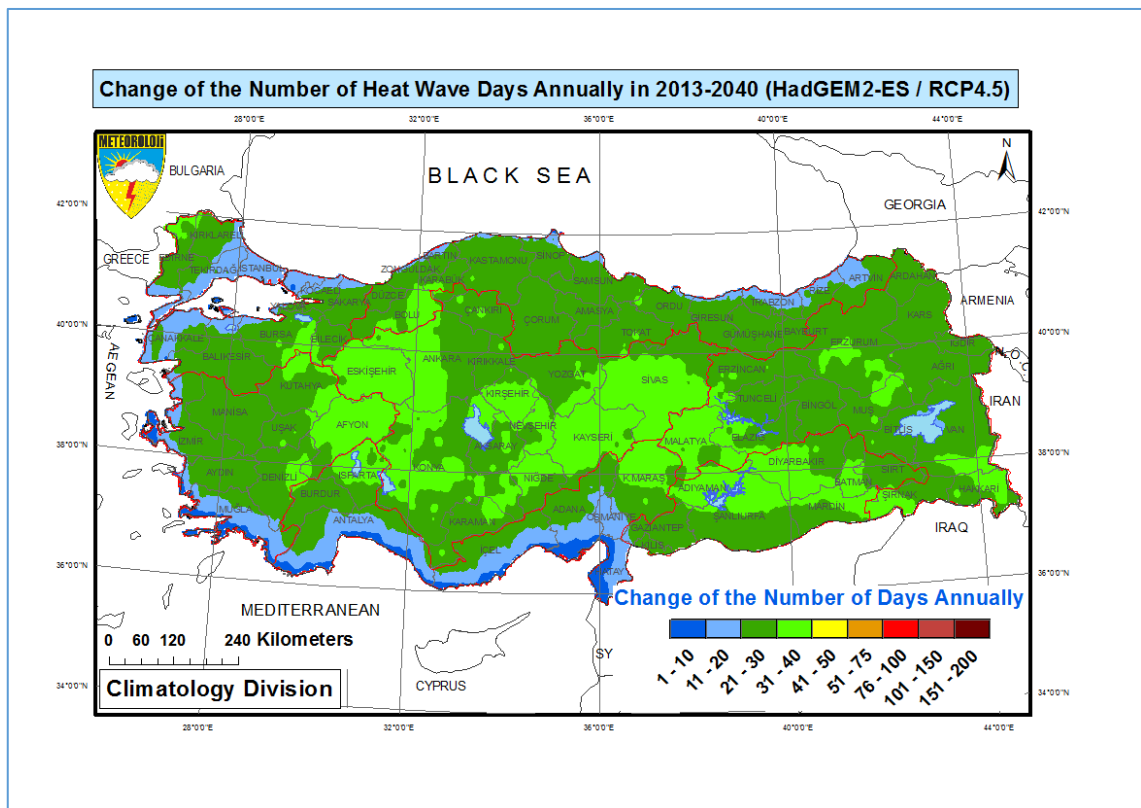 Change of the Number of Heat Wave Days Annually in 2013-2040 (HadGEM2-ES / RCP4.5)
28°0'0"E 32°0'0"E 36°0'0"E 40°0'0"E 44°0'0"E
METEOROLOJİ
N
BULGARIA
BLACK SEA
GEORGIA
42°0'0"N
42°0'0"N
KIRKLARELİ
EDİRNE
GREECE
TEKİRDAĞ
İSTANBUL
BARTIN
ZONGULDAK
KARABÜK
KASTAMONU
SİNOP
SAMSUN
ARTVİN
ARDAHAN
ARMENIA
KOCAELİ
YALOVA
SAKARYA
DÜZCE
BOLU
ÇANKIRI
ÇORUM
AMASYA
ORDU
GİRESUN
TRABZON
RİZE
KARS
40°0'0"N
40°0'0"N
ÇANAKKALE
BURSA
BİLECİK
TOKAT
GÜMÜŞHANE
BAYBURT
ERZURUM
IĞDIR
AEGEAN
BALIKESİR
ESKİŞEHİR
ANKARA
KIRIKKALE
YOZGAT
SİVAS
ERZİNCAN
AĞRI
KÜTAHYA
KIRŞEHİR
TUNCELİ
BİNGÖL
MUŞ
IRAN
MANİSA
UŞAK
AFYON
NEVŞEHİR
KAYSERİ
MALATYA
ELAZIĞ
BİTLİS
VAN
38°0'0"N
38°0'0"N
İZMİR
AKSARAY
AYDIN
DENİZLİ
ISPARTA
KONYA
NİĞDE
K.MARAŞ
ADIYAMAN
DİYARBAKIR
BATMAN
SİİRT
ŞIRNAK
HAKKARİ
BURDUR
MUĞLA
ANTALYA
KARAMAN
ADANA
OSMANİYE
GAZİANTEP
ŞANLIURFA
MARDİN
IRAQ
İÇEL
KİLİS
HATAY
36°0'0"N
36°0'0"N
MEDITERRANEAN
Change of the Number of Days Annually
0 60 120 240 Kilometers
1 - 10 11 - 20 21 - 30 31 - 40 41 - 50 51 - 75 76 - 100 101 - 150 151 - 200
SY
Climatology Division
CYPRUS
34°0'0"N
34°0'0"N
28°0'0"E 32°0'0"E 36°0'0"E 40°0'0"E 44°0'0"E